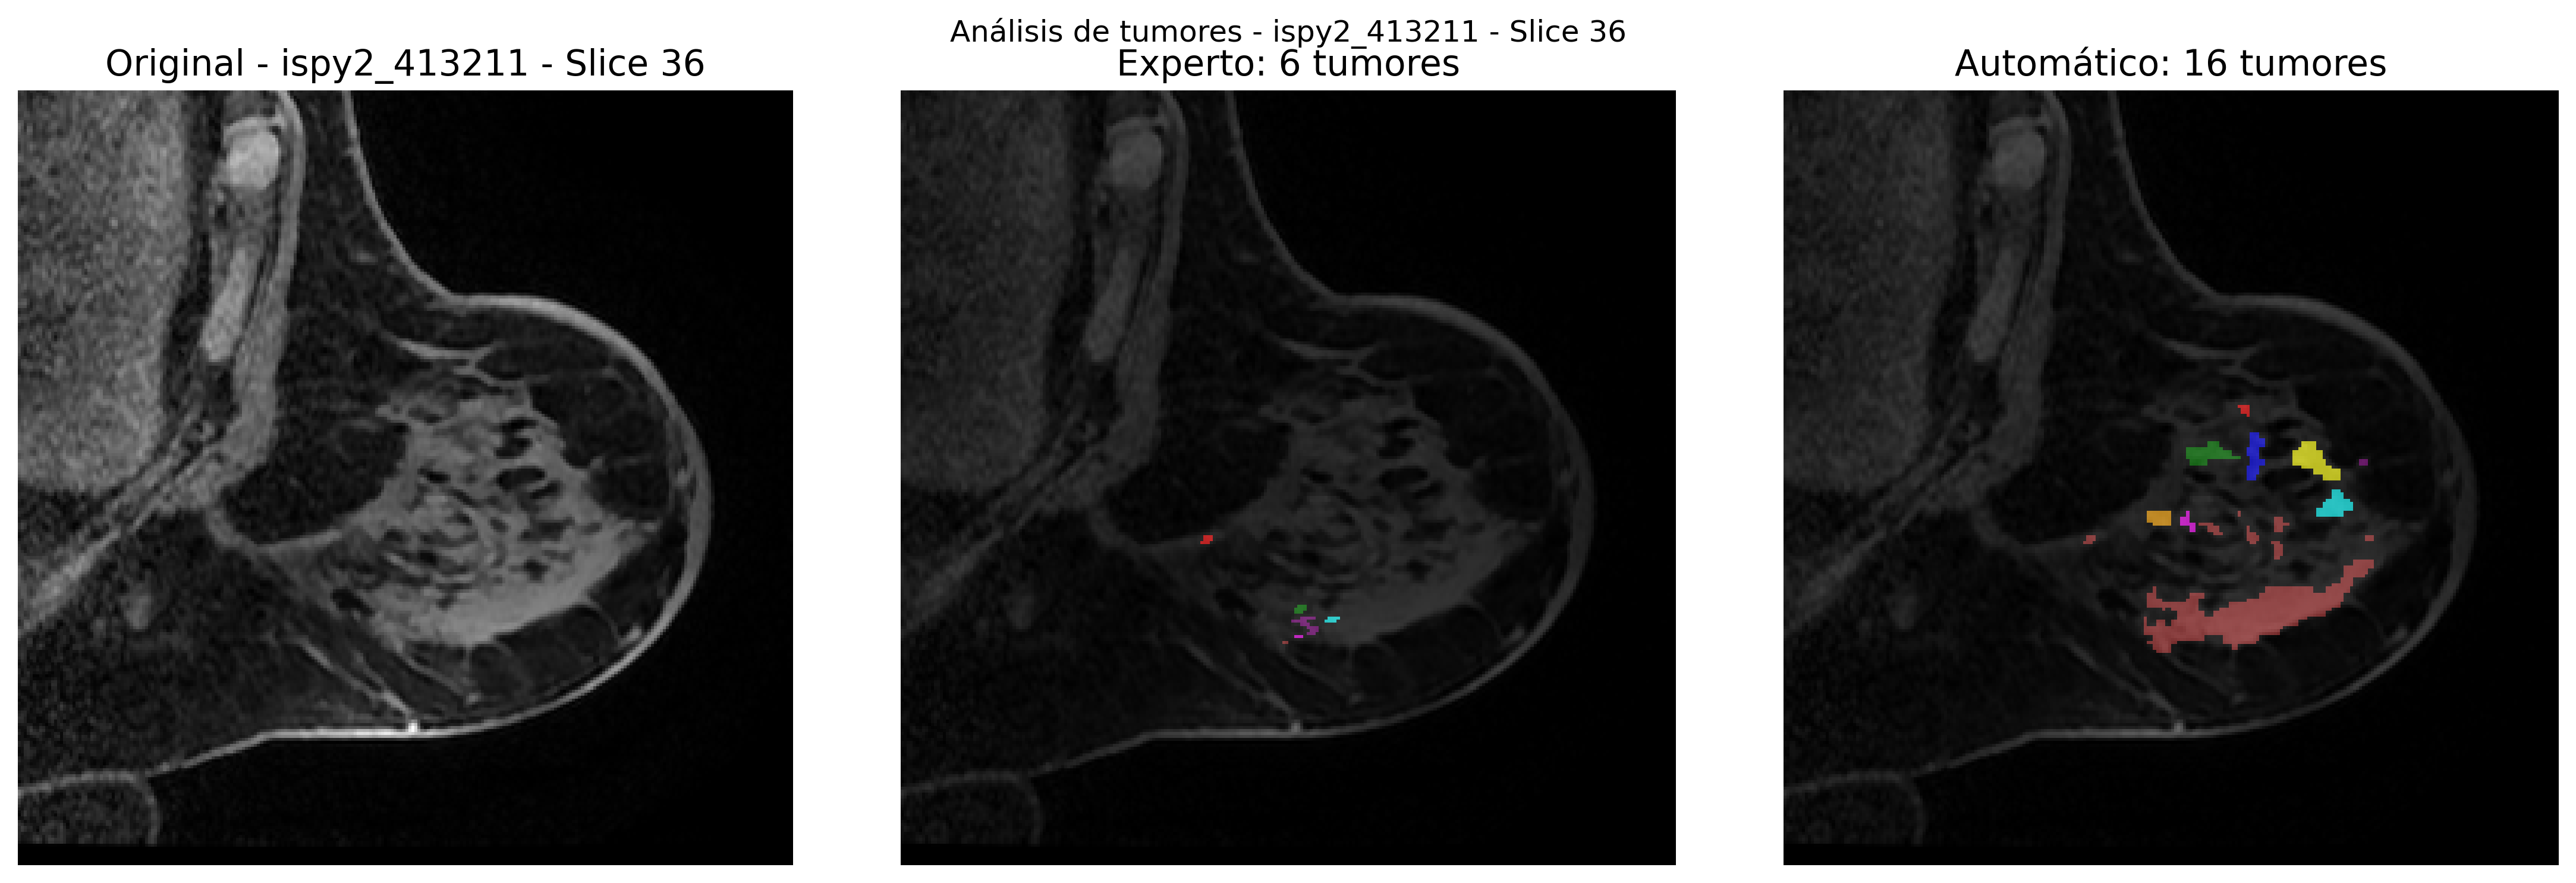 Análisis de tumores - ispy2_413211 - Slice 36
Original - ispy2_413211 - Slice 36
Experto: 6 tumores
Automático: 16 tumores